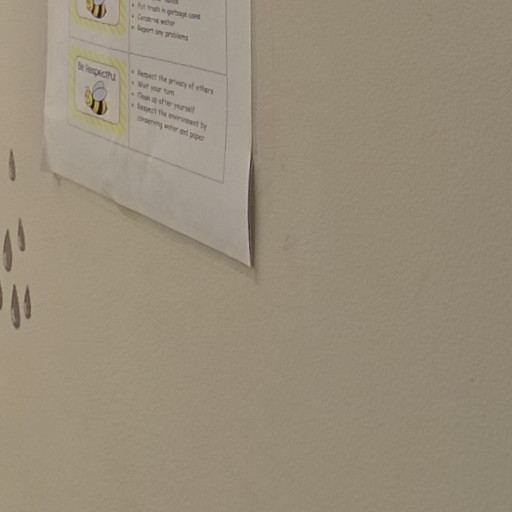 • Put trash in garbage cans
• Conserve water
• Report any problems
Be Respectful
• Respect the privacy of others
• Wait your turn
• Clean up after yourself
• Respect the environment by
conserving water and paper